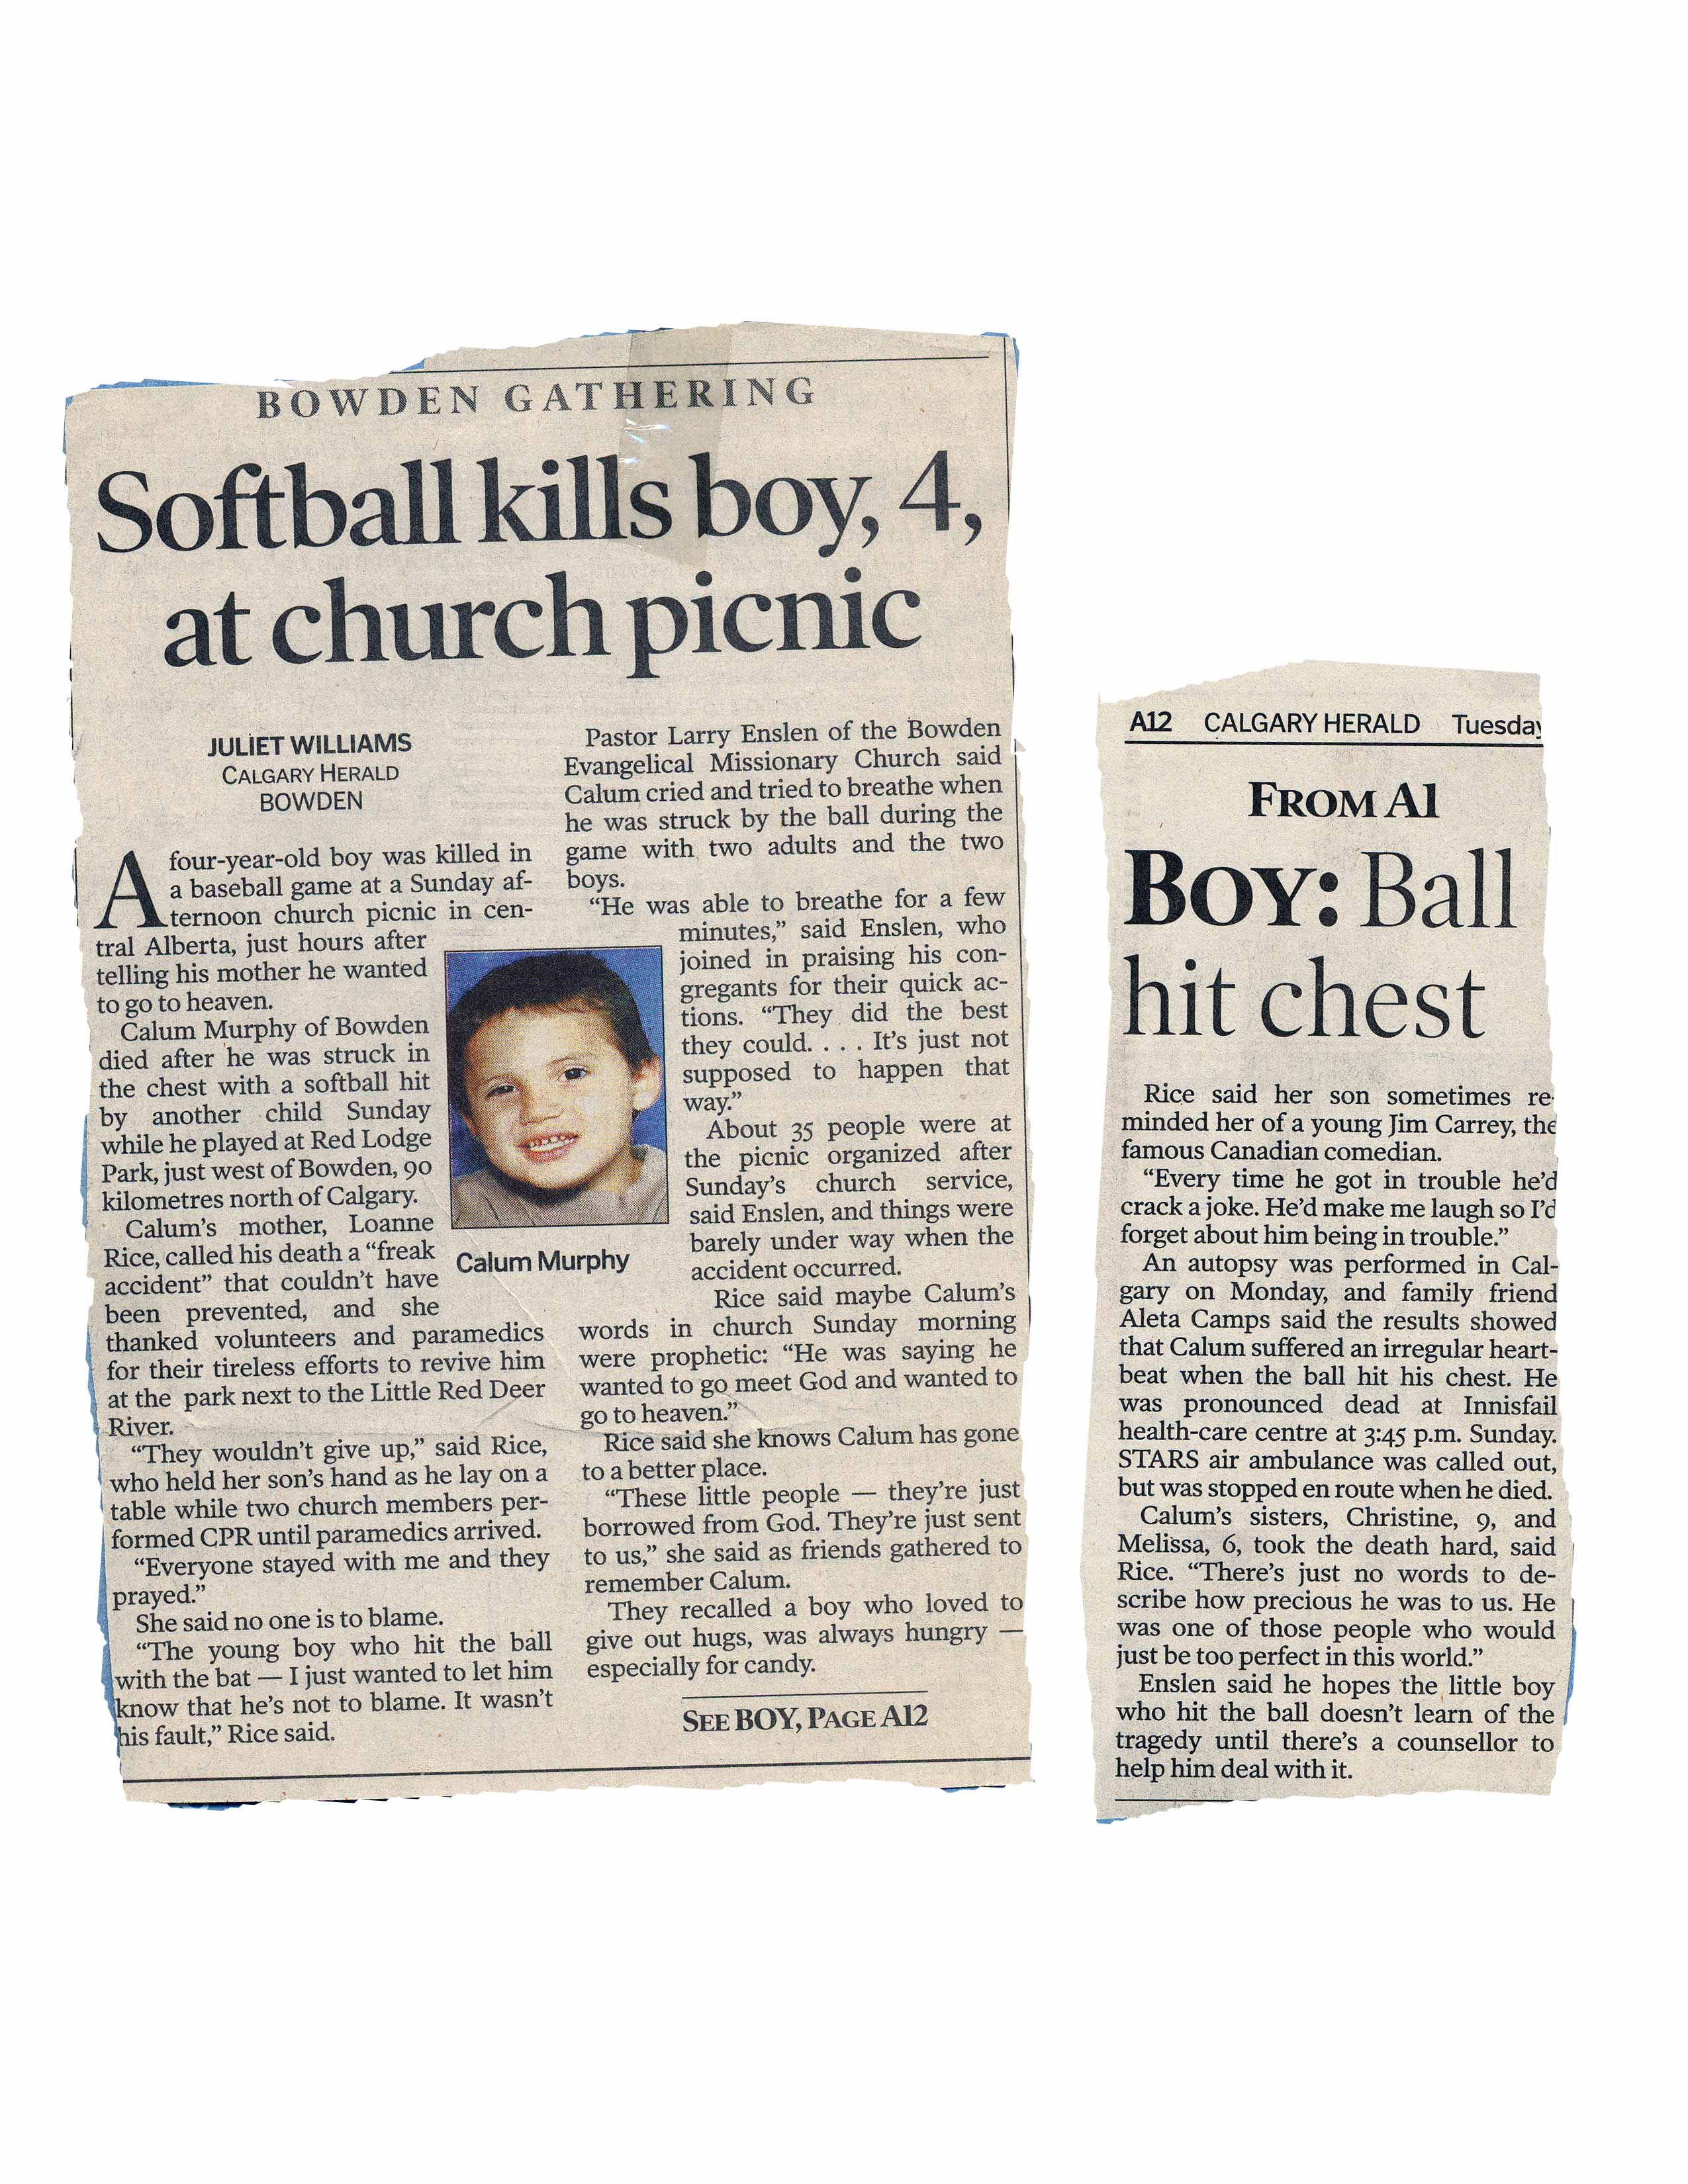 BOWDEN GATHERING
Softball kills boy, 4,
at church picnic
JULIET WILLIAMS
CALGARY HERALD
BOWDEN
A four-year-old boy was killed in
a baseball game at a Sunday af-
ternoon church picnic in cen-
tral Alberta, just hours after
telling his mother he wanted
to go to heaven.
Calum Murphy of Bowden
died after he was struck in
the chest with a softball hit
by another child Sunday
while he played at Red Lodge
Park, just west of Bowden, 90
kilometres north of Calgary.
Calum's mother, Loanne
Rice, called his death a “freak
accident” that couldn't have
been prevented, and she
thanked volunteers and paramedics
for their tireless efforts to revive him
at the park next to the Little Red Deer
River.
“They wouldn't give up,” said Rice,
who held her son's hand as he lay on a
table while two church members per-
formed CPR until paramedics arrived.
“Everyone stayed with me and they
prayed.”
She said no one is to blame.
“The young boy who hit the ball
with the bat — I just wanted to let him
know that he's not to blame. It wasn't
his fault,” Rice said.
Calum Murphy
Pastor Larry Enslen of the Bowden
Evangelical Missionary Church said
Calum cried and tried to breathe when
he was struck by the ball during the
game with two adults and the two
boys.
“He was able to breathe for a few
minutes,” said Enslen, who
joined in praising his con-
gregants for their quick ac-
tions. “They did the best
they could. . . . It's just not
supposed to happen that
way.”
About 35 people were at
the picnic organized after
Sunday's church service,
said Enslen, and things were
barely under way when the
accident occurred.
Rice said maybe Calum's
words in church Sunday morning
were prophetic: “He was saying he
wanted to go meet God and wanted to
go to heaven.”
Rice said she knows Calum has gone
to a better place.
“These little people — they're just
borrowed from God. They're just sent
to us,” she said as friends gathered to
remember Calum.
They recalled a boy who loved to
give out hugs, was always hungry —
especially for candy.
SEE BOY, PAGE A12
A12 CALGARY HERALD Tuesday
FROM A1
BOY: Ball
hit chest
Rice said her son sometimes re-
minded her of a young Jim Carrey, the
famous Canadian comedian.
“Every time he got in trouble he'd
crack a joke. He'd make me laugh so I'd
forget about him being in trouble.”
An autopsy was performed in Cal-
gary on Monday, and family friend
Aleta Camps said the results showed
that Calum suffered an irregular heart-
beat when the ball hit his chest. He
was pronounced dead at Innisfail
health-care centre at 3:45 p.m. Sunday.
STARS air ambulance was called out,
but was stopped en route when he died.
Calum's sisters, Christine, 9, and
Melissa, 6, took the death hard, said
Rice. “There's just no words to de-
scribe how precious he was to us. He
was one of those people who would
just be too perfect in this world.”
Enslen said he hopes the little boy
who hit the ball doesn't learn of the
tragedy until there's a counsellor to
help him deal with it.